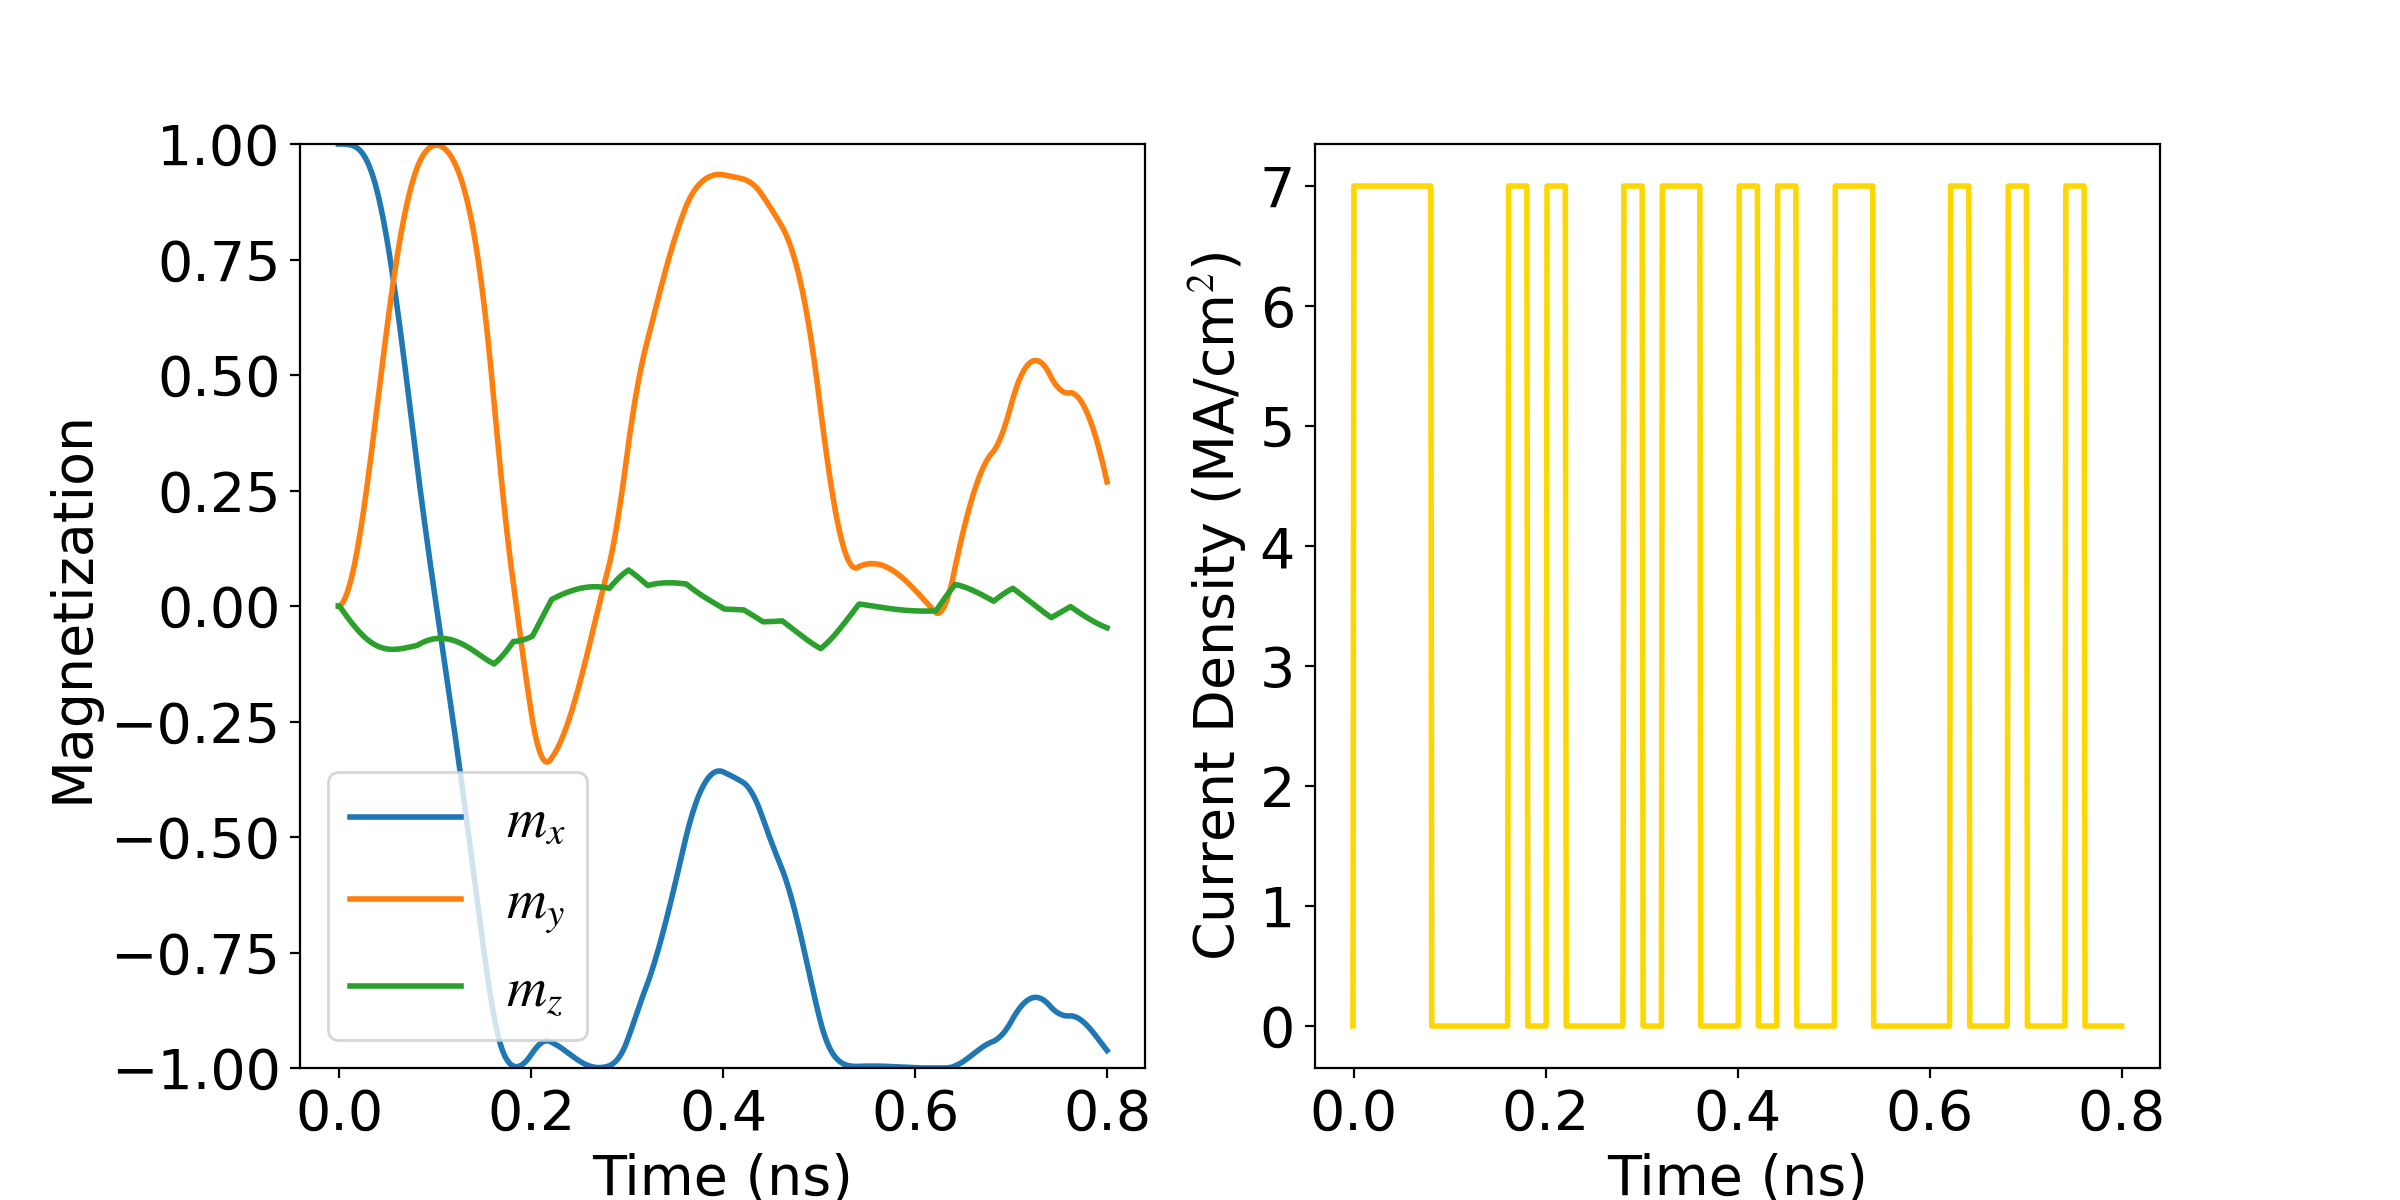 Magnetization
1.00
0.75
0.50
0.25
0.00
−0.25
−0.50
−0.75
−1.00
m_x
m_y
m_z
0.0 0.2 0.4 0.6 0.8
Time (ns)
Current Density (MA/cm²)
7
6
5
4
3
2
1
0
0.0 0.2 0.4 0.6 0.8
Time (ns)